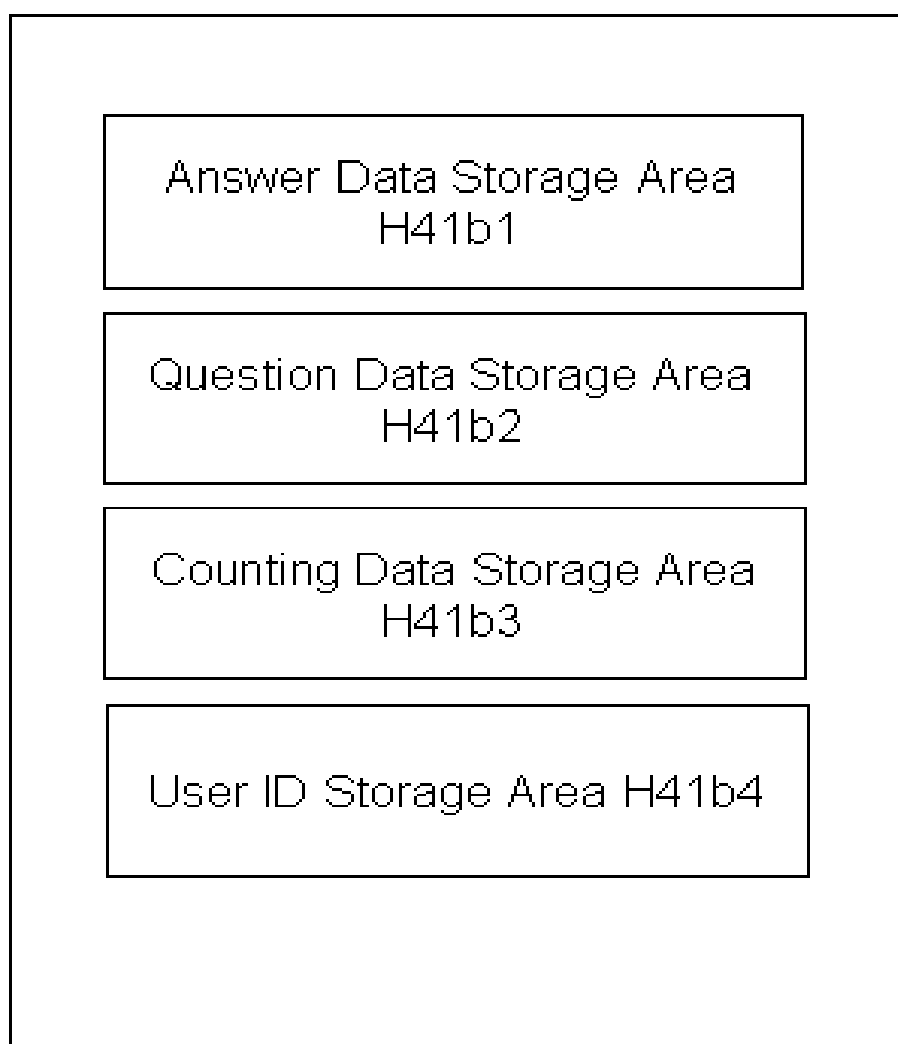 Answer Data Storage Area
H41b1
Question Data Storage Area
H41b2
Counting Data Storage Area
H41b3
User ID Storage Area H41b4